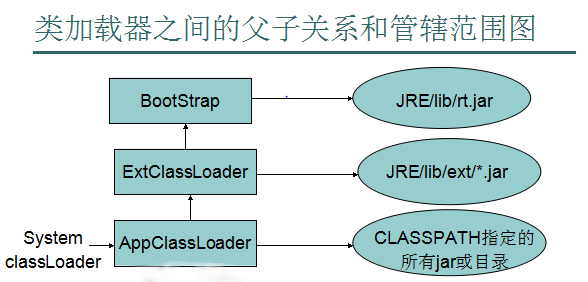 类加载器之间的父子关系和管辖范围图
BootStrap
JRE/lib/rt.jar
ExtClassLoader
JRE/lib/ext/*.jar
System
classLoader
AppClassLoader
CLASSPATH指定的
所有jar或目录